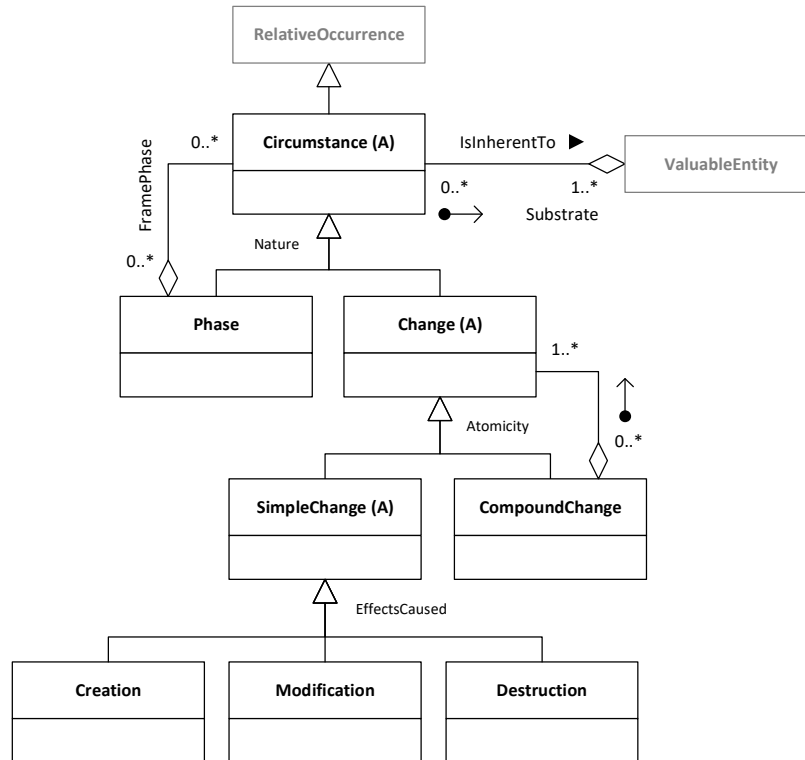 RelativeOccurrence
0..*
Circumstance (A)
IsInherentTo
FramePhase
ValuableEntity
0..*
1..*
Substrate
Nature
0..*
Phase
Change (A)
1..*
Atomicity
0..*
SimpleChange (A)
CompoundChange
EffectsCaused
Creation
Modification
Destruction